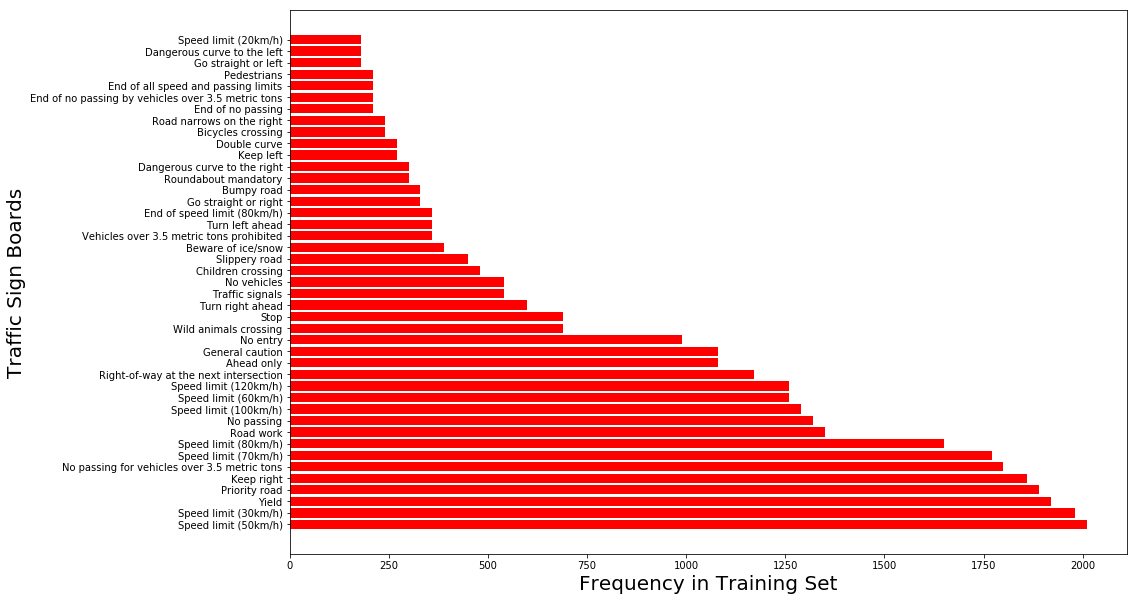 Traffic Sign Boards
Speed limit (20km/h)
Dangerous curve to the left
Go straight or left
Pedestrians
End of all speed and passing limits
End of no passing by vehicles over 3.5 metric tons
End of no passing
Road narrows on the right
Bicycles crossing
Double curve
Keep left
Dangerous curve to the right
Roundabout mandatory
Bumpy road
Go straight or right
End of speed limit (80km/h)
Turn left ahead
Vehicles over 3.5 metric tons prohibited
Beware of ice/snow
Slippery road
Children crossing
No vehicles
Traffic signals
Turn right ahead
Stop
Wild animals crossing
No entry
General caution
Ahead only
Right-of-way at the next intersection
Speed limit (120km/h)
Speed limit (60km/h)
Speed limit (100km/h)
No passing
Road work
Speed limit (80km/h)
Speed limit (70km/h)
No passing for vehicles over 3.5 metric tons
Keep right
Priority road
Yield
Speed limit (30km/h)
Speed limit (50km/h)
0 250 500 750 1000 1250 1500 1750 2000
Frequency in Training Set